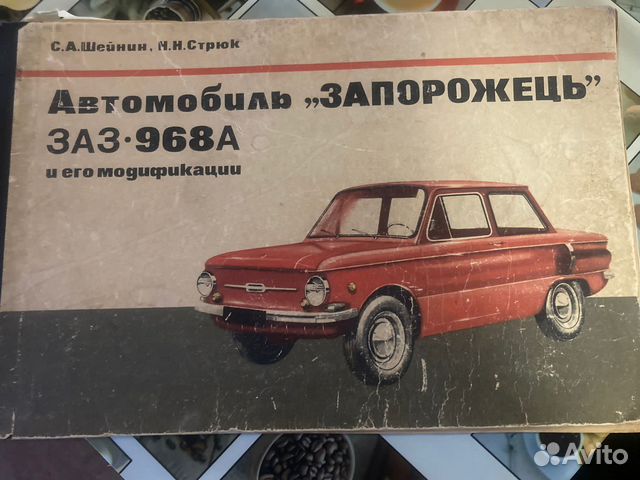 С.А.Шейнин, Н.Н.Стрюк
Автомобиль „ЗАПОРОЖЕЦЬ”
ЗАЗ·968А
и его модификации
Avito